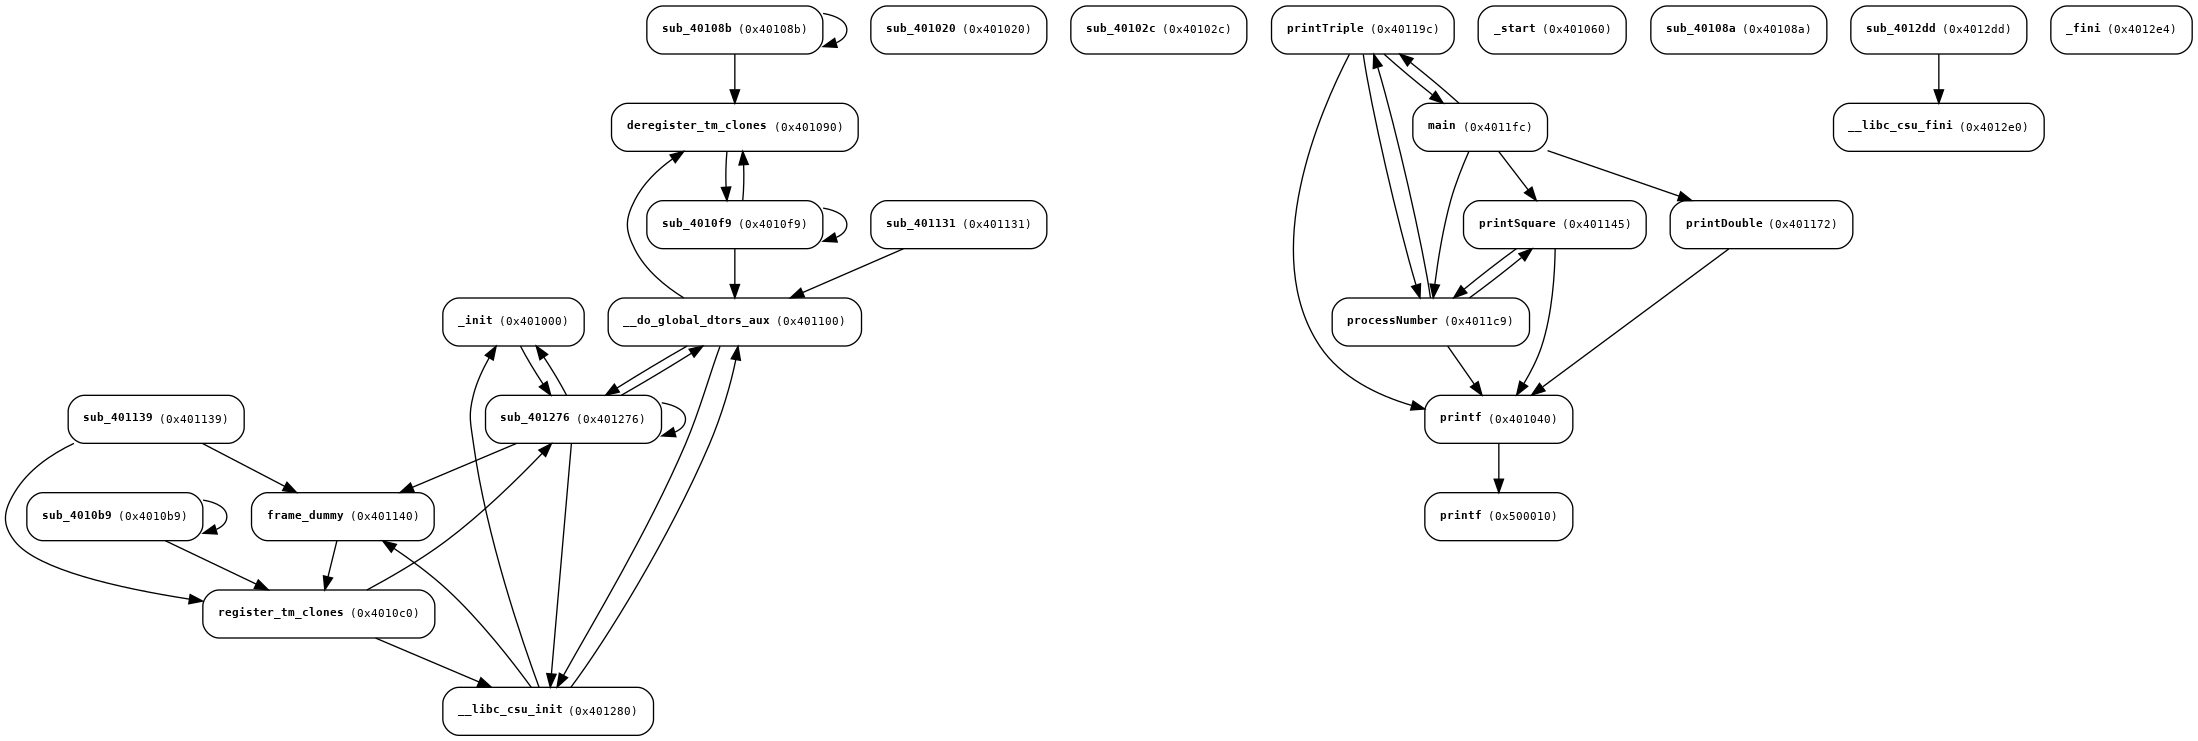 sub_40108b (0x40108b)
sub_401020 (0x401020)
sub_40102c (0x40102c)
printTriple (0x40119c)
_start (0x401060)
sub_40108a (0x40108a)
sub_4012dd (0x4012dd)
_fini (0x4012e4)
deregister_tm_clones (0x401090)
main (0x4011fc)
__libc_csu_fini (0x4012e0)
sub_4010f9 (0x4010f9)
sub_401131 (0x401131)
printSquare (0x401145)
printDouble (0x401172)
_init (0x401000)
__do_global_dtors_aux (0x401100)
processNumber (0x4011c9)
sub_401139 (0x401139)
sub_401276 (0x401276)
printf (0x401040)
sub_4010b9 (0x4010b9)
frame_dummy (0x401140)
printf (0x500010)
register_tm_clones (0x4010c0)
__libc_csu_init (0x401280)